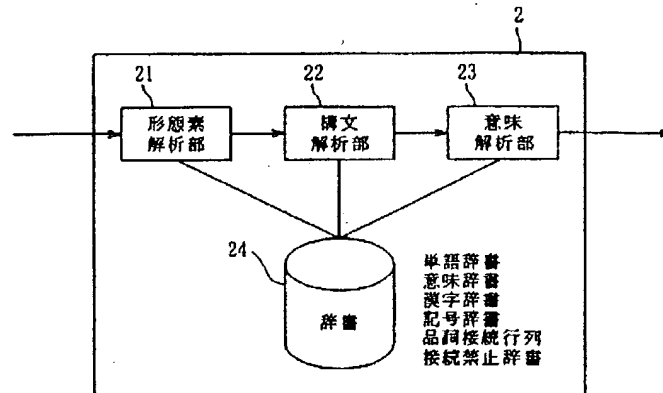 2
21
22
23
形態素
解析部
構文
解析部
意味
解析部
24
辞書
単語辞書
意味辞書
漢字辞書
記号辞書
品詞接続行列
接続禁止辞書